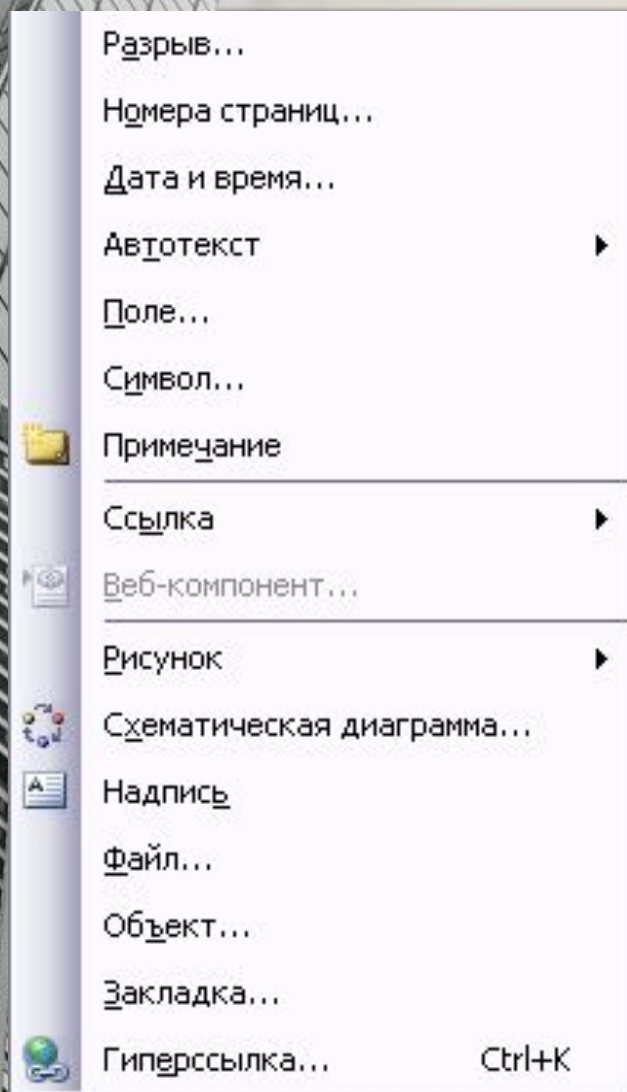 Разрыв...
Номера страниц...
Дата и время...
Автотекст
Поле...
Символ...
Примечание
Ссылка
Веб-компонент...
Рисунок
Схематическая диаграмма...
Надпись
Файл...
Объект...
Закладка...
Гиперссылка... Ctrl+K